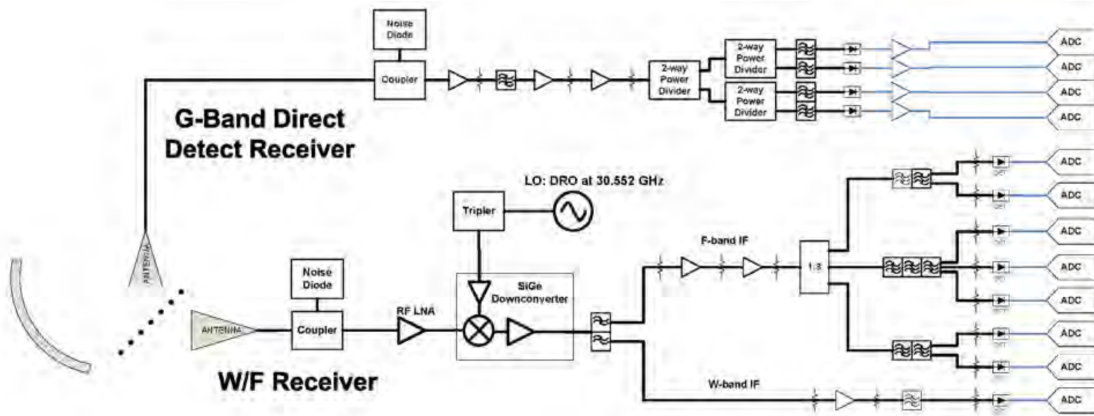 Noise
Diode
Coupler
2-way
Power
Divider
2-way
Power
Divider
2-way
Power
Divider
ADC
ADC
ADC
ADC
G-Band Direct
Detect Receiver
LO: DRO at 30.552 GHz
Tripler
ANTENNA
Noise
Diode
Coupler
ANTENNA
RF LNA
SiGe
Downconverter
F-band IF
1:3
W-band IF
W/F Receiver
ADC
ADC
ADC
ADC
ADC
ADC
ADC
ADC